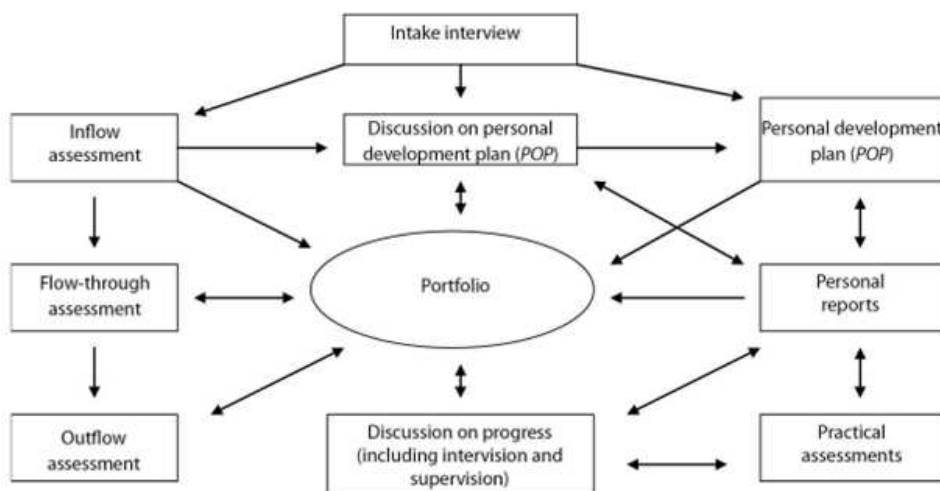 Intake interview
Inflow
assessment
Discussion on personal
development plan (POP)
Personal development
plan (POP)
Flow-through
assessment
Portfolio
Personal
reports
Outflow
assessment
Discussion on progress
(including intervision and
supervision)
Practical
assessments